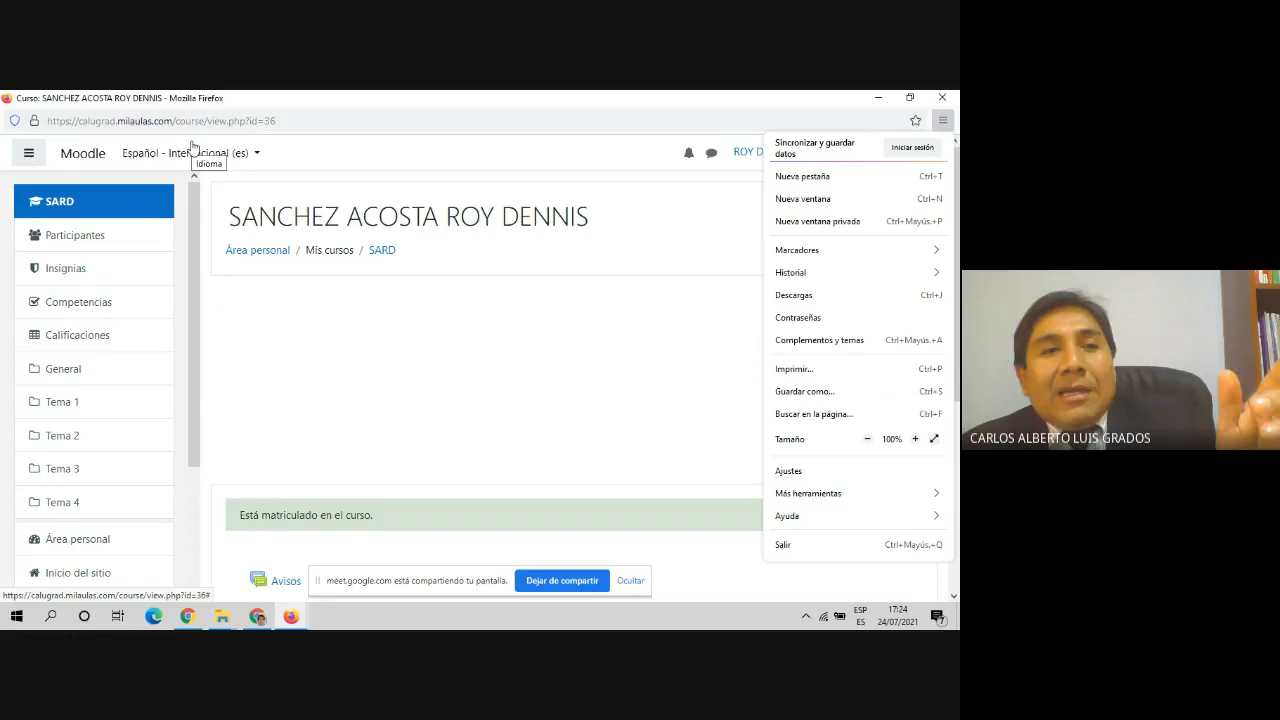 Curso: SANCHEZ ACOSTA ROY DENNIS - Mozilla Firefox
https://calugrad.milaulas.com/course/view.php?id=36
Moodle
Español - Internacional (es)
Idioma
ROY D
SARD
Participantes
Insignias
Competencias
Calificaciones
General
Tema 1
Tema 2
Tema 3
Tema 4
Área personal
Inicio del sitio
SANCHEZ ACOSTA ROY DENNIS
Área personal / Mis cursos / SARD
Está matriculado en el curso.
Avisos
Sincronizar y guardar
datos
Iniciar sesión
Nueva pestaña Ctrl+T
Nueva ventana Ctrl+N
Nueva ventana privada Ctrl+Mayús.+P
Marcadores
Historial
Descargas Ctrl+J
Contraseñas
Complementos y temas Ctrl+Mayús.+A
Imprimir... Ctrl+P
Guardar como... Ctrl+S
Buscar en la página... Ctrl+F
Tamaño − 100% +
Ajustes
Más herramientas
Ayuda
Salir Ctrl+Mayús.+Q
meet.google.com está compartiendo tu pantalla. Dejar de compartir Ocultar
https://calugrad.milaulas.com/course/view.php?id=36#
ESP
ES
17:24
24/07/2021
7
CARLOS ALBERTO LUIS GRADOS